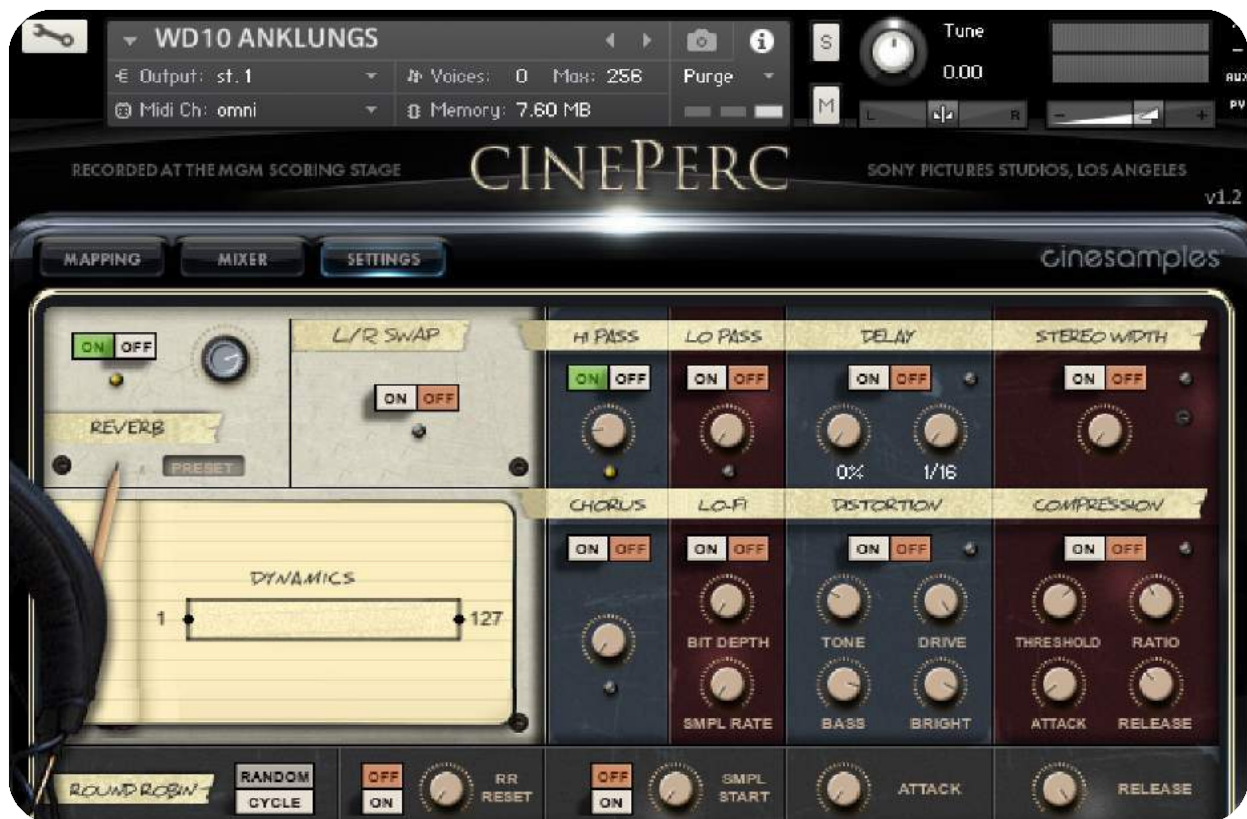 WD10 ANKLUNGS
Output: st. 1
Voices: 0 Max: 256
Purge
Midi Ch: omni
Memory: 7.60 MB
S
M
Tune
0.00
L R
- +
AUX
PV
RECORDED AT THE MGM SCORING STAGE
CINEPERC
SONY PICTURES STUDIOS, LOS ANGELES
v1.2
MAPPING
MIXER
SETTINGS
cinesamples
ON OFF
REVERB
PRESET
L/R SWAP
ON OFF
HI PASS
ON OFF
LO PASS
ON OFF
DELAY
ON OFF
0% 1/16
STEREO WIDTH
ON OFF
DYNAMICS
1 127
CHORUS
ON OFF
LO-FI
ON OFF
BIT DEPTH
SMPL RATE
DISTORTION
ON OFF
TONE DRIVE
BASS BRIGHT
COMPRESSION
ON OFF
THRESHOLD RATIO
ATTACK RELEASE
ROUND ROBIN
RANDOM
CYCLE
OFF
ON
RR
RESET
OFF
ON
SMPL
START
ATTACK
RELEASE